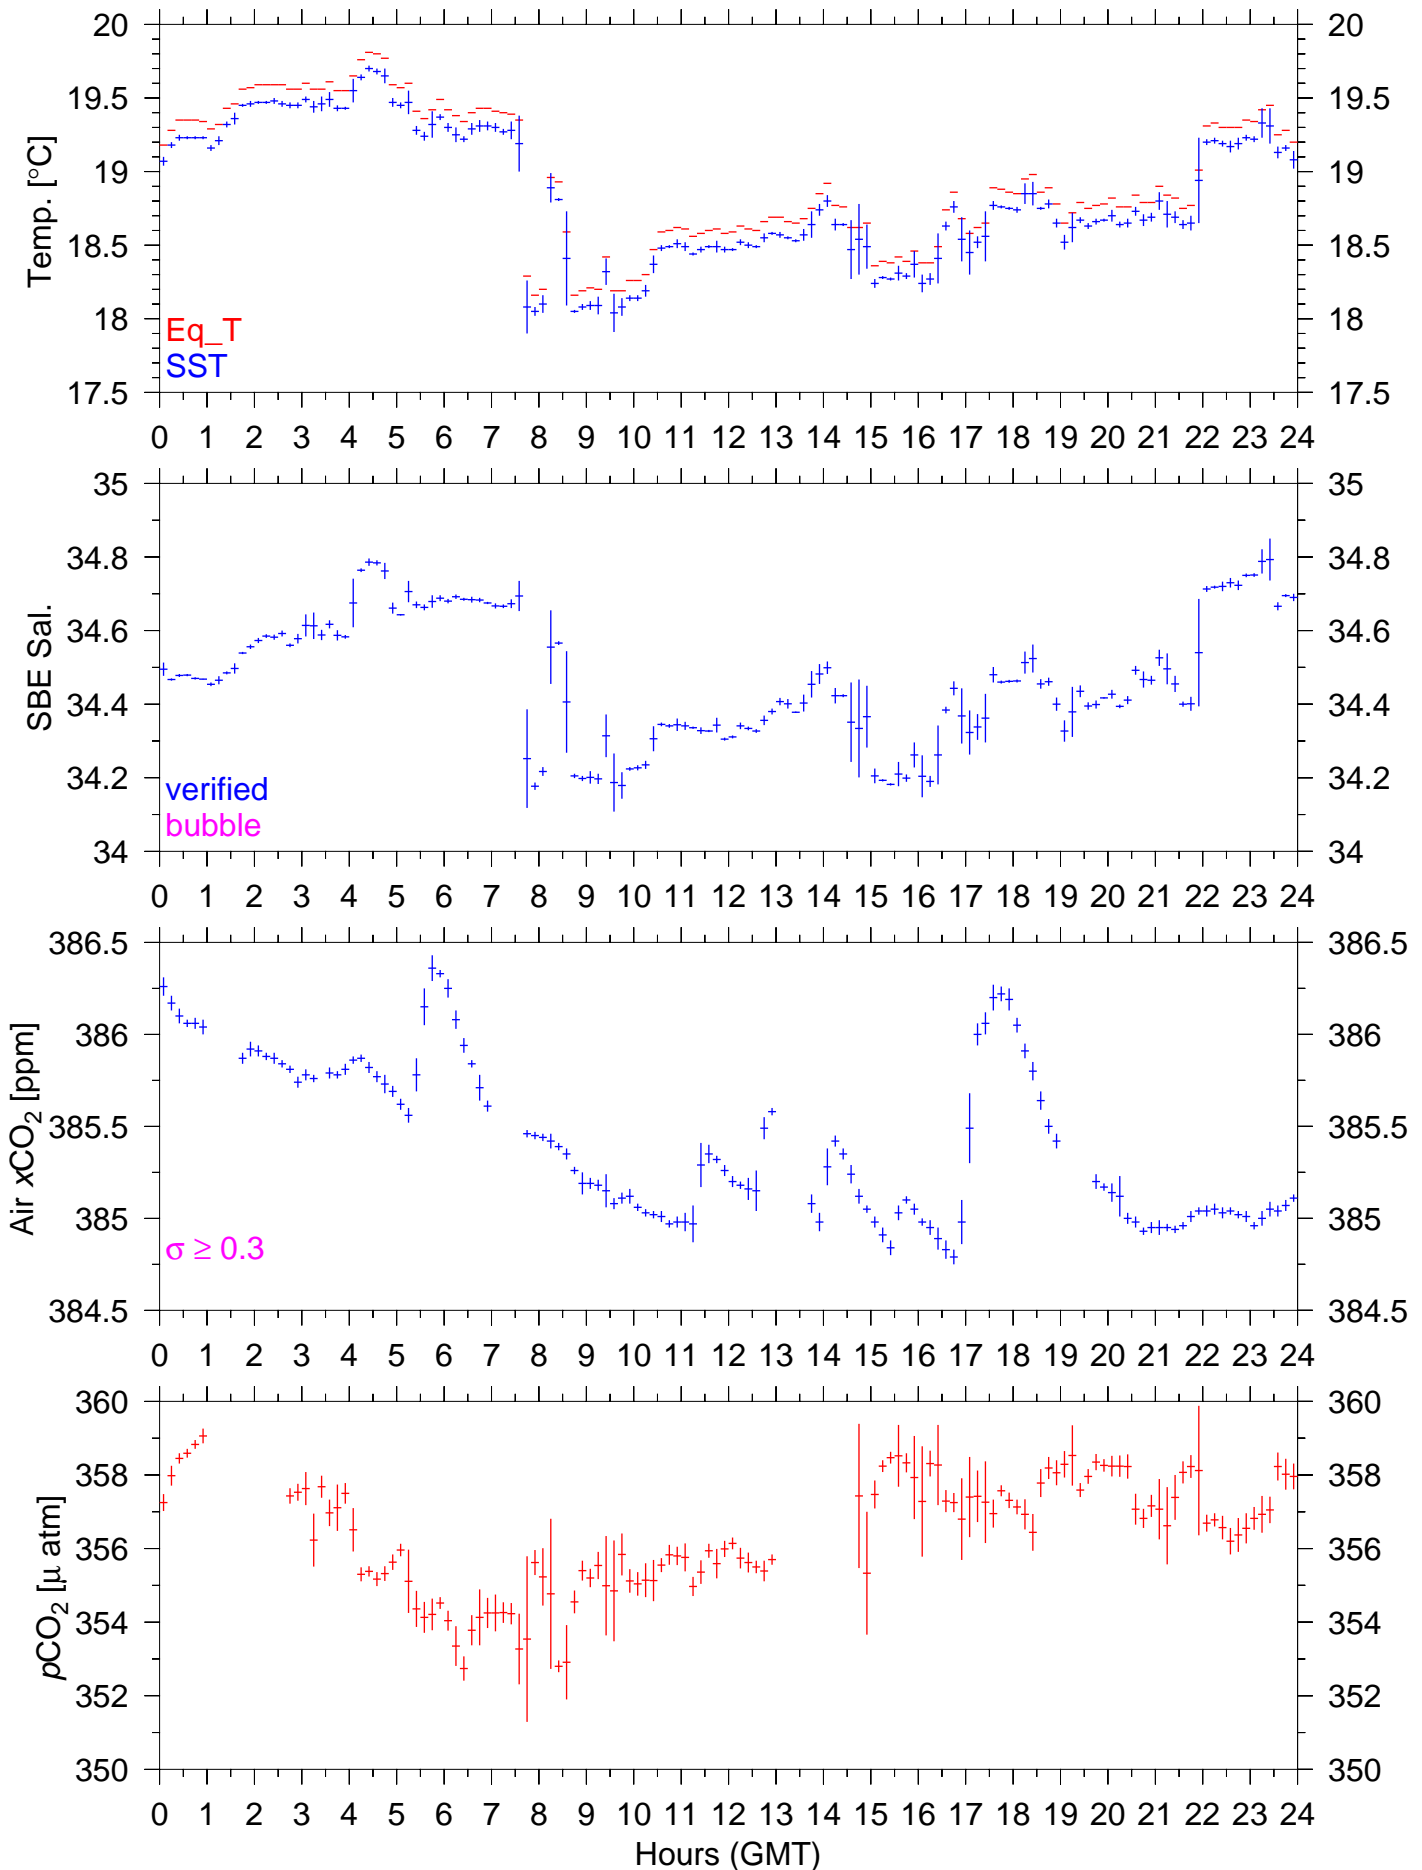 20 20
19.5 19.5
19 19
18.5 18.5
18 18
17.5 17.5
Temp. [°C]
Eq_T
SST
0 1 2 3 4 5 6 7 8 9 10 11 12 13 14 15 16 17 18 19 20 21 22 23 24
35 35
34.8 34.8
34.6 34.6
34.4 34.4
34.2 34.2
34 34
SBE Sal.
verified
bubble
0 1 2 3 4 5 6 7 8 9 10 11 12 13 14 15 16 17 18 19 20 21 22 23 24
386.5 386.5
386 386
385.5 385.5
385 385
384.5 384.5
Air xCO₂ [ppm]
σ ≥ 0.3
0 1 2 3 4 5 6 7 8 9 10 11 12 13 14 15 16 17 18 19 20 21 22 23 24
360 360
358 358
356 356
354 354
352 352
350 350
pCO₂ [μ atm]
0 1 2 3 4 5 6 7 8 9 10 11 12 13 14 15 16 17 18 19 20 21 22 23 24
Hours (GMT)